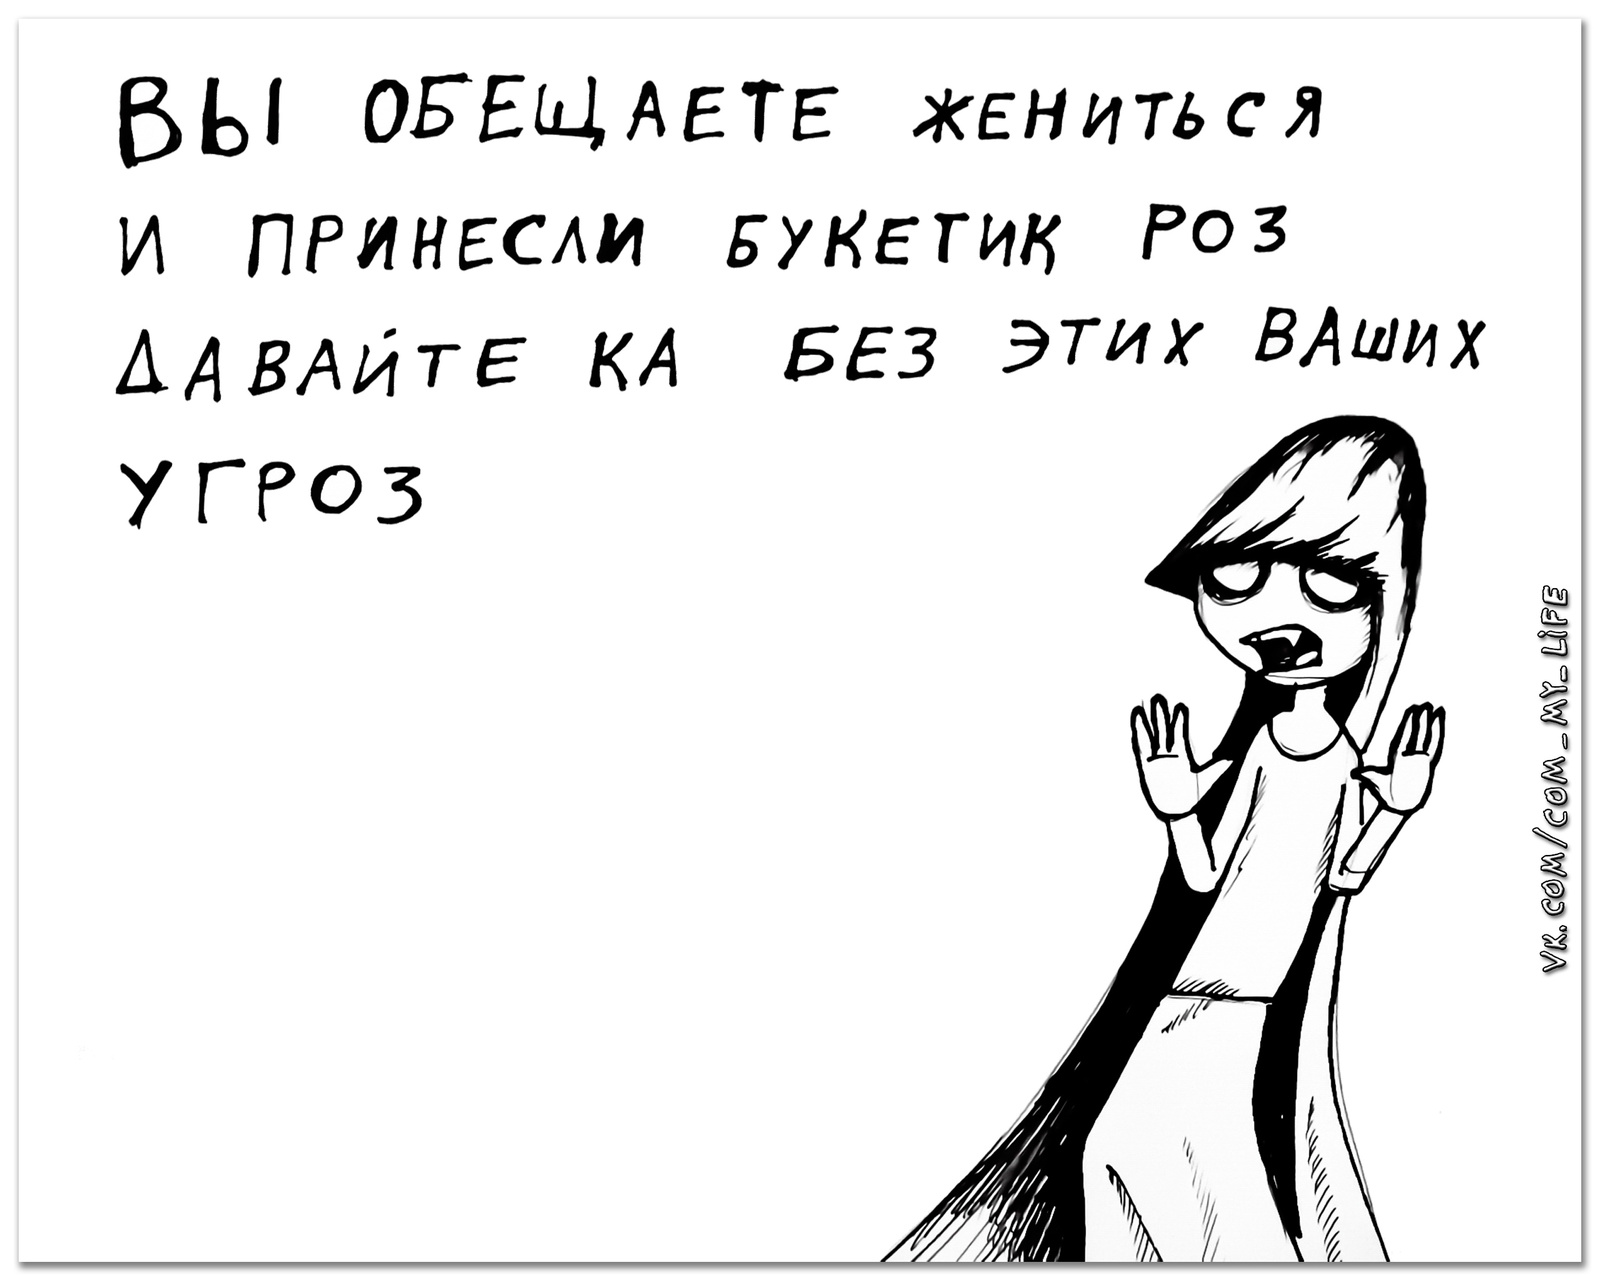 ВЫ ОБЕЩАЕТЕ ЖЕНИТЬСЯ
И ПРИНЕСЛИ БУКЕТИК РОЗ
ДАВАЙТЕ КА БЕЗ ЭТИХ ВАШИХ
УГРОЗ
VK.COM/COM_MY_LiFE